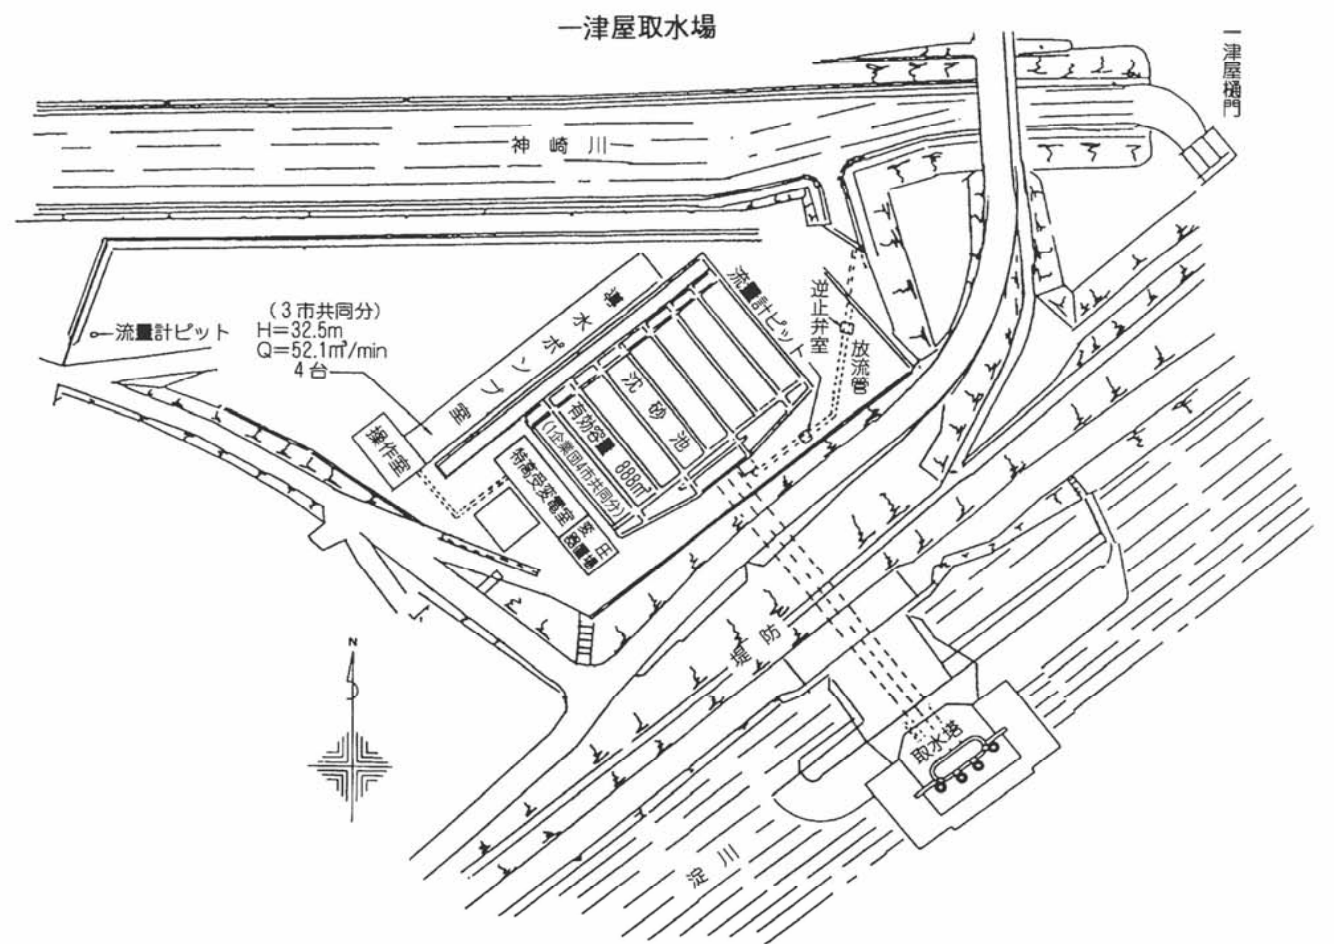 一津屋取水場
一津屋樋門
神崎川
流量計ピット
(3市共同分)
H=32.5m
Q=52.1m³/min
4台
導水ポンプ室
流量計ピット
逆止弁室
放流管
操作室
沈砂池
有効容量 888m³
(1企業団4市共同分)
特高受変電室
変圧
器置場
N
堤防
取水塔
淀川